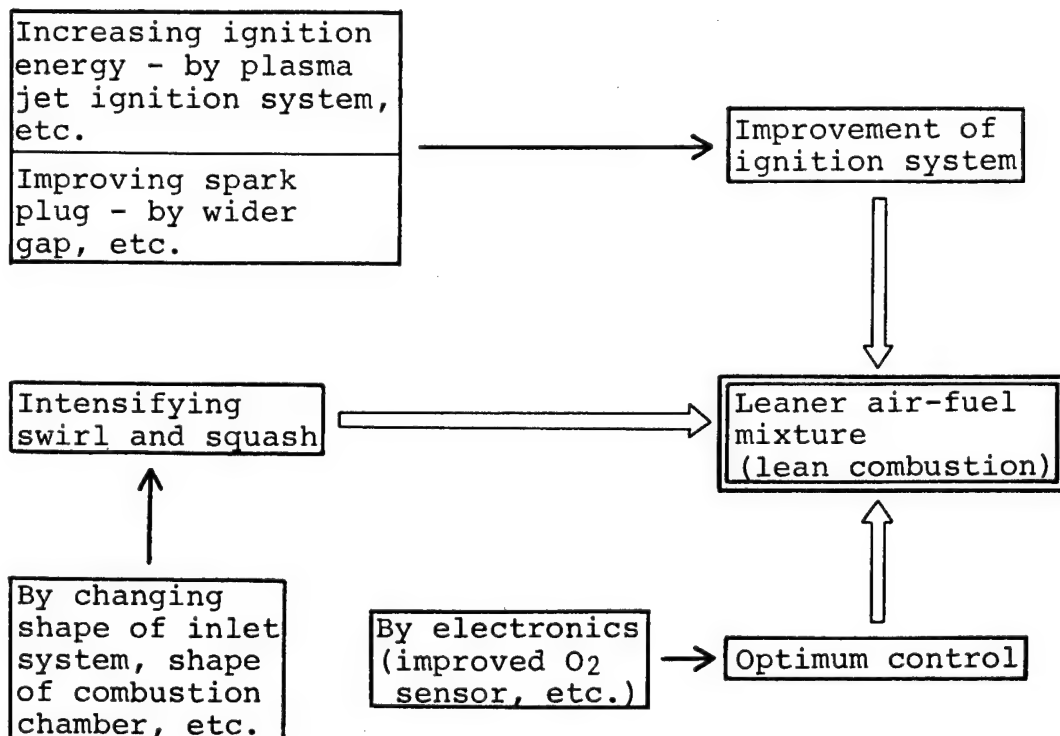 Increasing ignition
energy - by plasma
jet ignition system,
etc.
Improving spark
plug - by wider
gap, etc.
Improvement of
ignition system
Intensifying
swirl and squash
Leaner air-fuel
mixture
(lean combustion)
By changing
shape of inlet
system, shape
of combustion
chamber, etc.
By electronics
(improved O2
sensor, etc.)
Optimum control